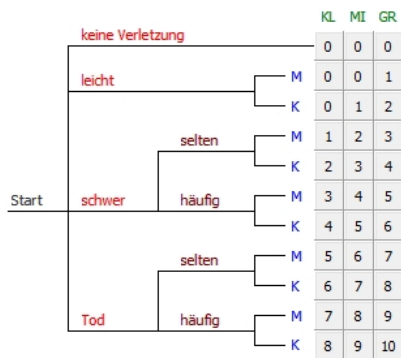 KL MI GR
keine Verletzung 0 0 0
leicht M 0 0 1
K 0 1 2
selten M 1 2 3
K 2 3 4
Start schwer häufig M 3 4 5
K 4 5 6
selten M 5 6 7
K 6 7 8
Tod häufig M 7 8 9
K 8 9 10